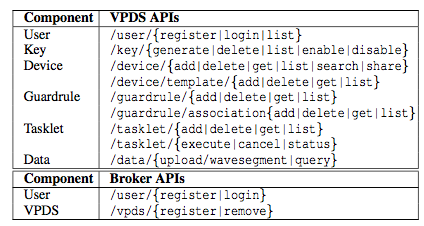 Component VPDS APIs
User /user/{register|login|list}
Key /key/{generate|delete|list|enable|disable}
Device /device/{add|delete|get|list|search|share}
/device/template/{add|delete|get|list}
Guardrule /guardrule/{add|delete|get|list}
/guardrule/association{add|delete|get|list}
Tasklet /tasklet/{add|delete|get|list}
/tasklet/{execute|cancel|status}
Data /data/{upload/wavesegment|query}
Component Broker APIs
User /user/{register|login}
VPDS /vpds/{register|remove}